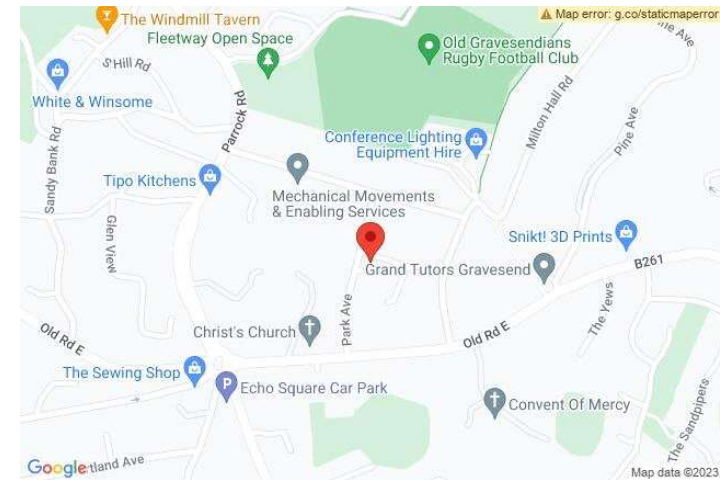 The Windmill Tavern
Map error: g.co/staticmaperror
Fleetway Open Space
ne Ave
S Hill Rd
Old Gravesendians
Rugby Football Club
White & Winsome
Parrock Rd
Milton Hall Rd
Pine Ave
Conference Lighting
Equipment Hire
Sandy Bank Rd
Tipo Kitchens
Mechanical Movements
& Enabling Services
Glen View
Snikt! 3D Prints
Grand Tutors Gravesend
B261
Park Ave
The Yews
Christ's Church
Old Rd E
Old Rd E
The Sewing Shop
Echo Square Car Park
P
Convent Of Mercy
The Sandpipers
Google
rtland Ave
Map data ©2023